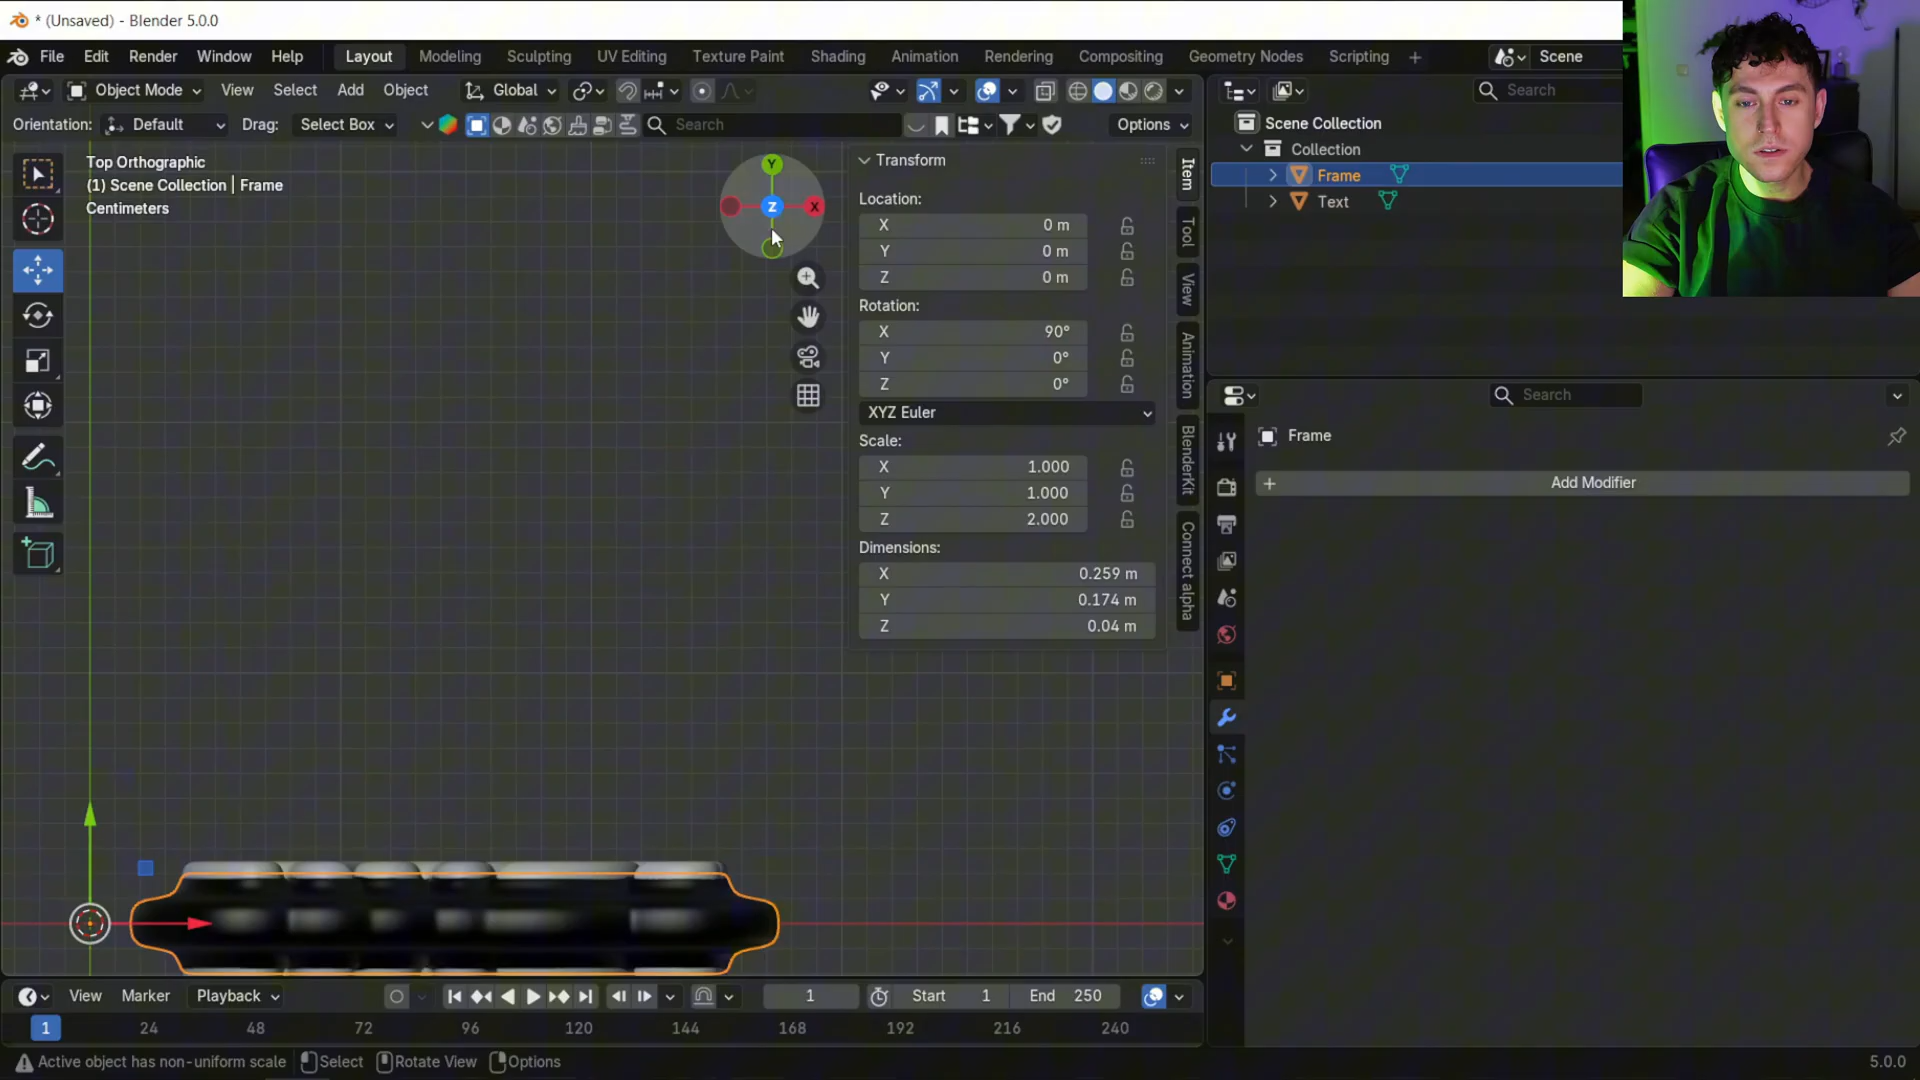 * (Unsaved) - Blender 5.0.0
File Edit Render Window Help Layout Modeling Sculpting UV Editing Texture Paint Shading Animation Rendering Compositing Geometry Nodes Scripting + Scene
Object Mode View Select Add Object Global Search
Orientation: Default Drag: Select Box Search Options
Top Orthographic
(1) Scene Collection | Frame
Centimeters
Y
Z
X
Transform
Location:
X 0 m
Y 0 m
Z 0 m
Rotation:
X 90°
Y 0°
Z 0°
XYZ Euler
Scale:
X 1.000
Y 1.000
Z 2.000
Dimensions:
X 0.259 m
Y 0.174 m
Z 0.04 m
Item
Tool
View
Animation
BlenderKit
Connect alpha
Scene Collection
Collection
Frame
Text
Search
Frame
+ Add Modifier
View Marker Playback 1 Start 1 End 250
1 24 48 72 96 120 144 168 192 216 240
Active object has non-uniform scale Select Rotate View Options 5.0.0